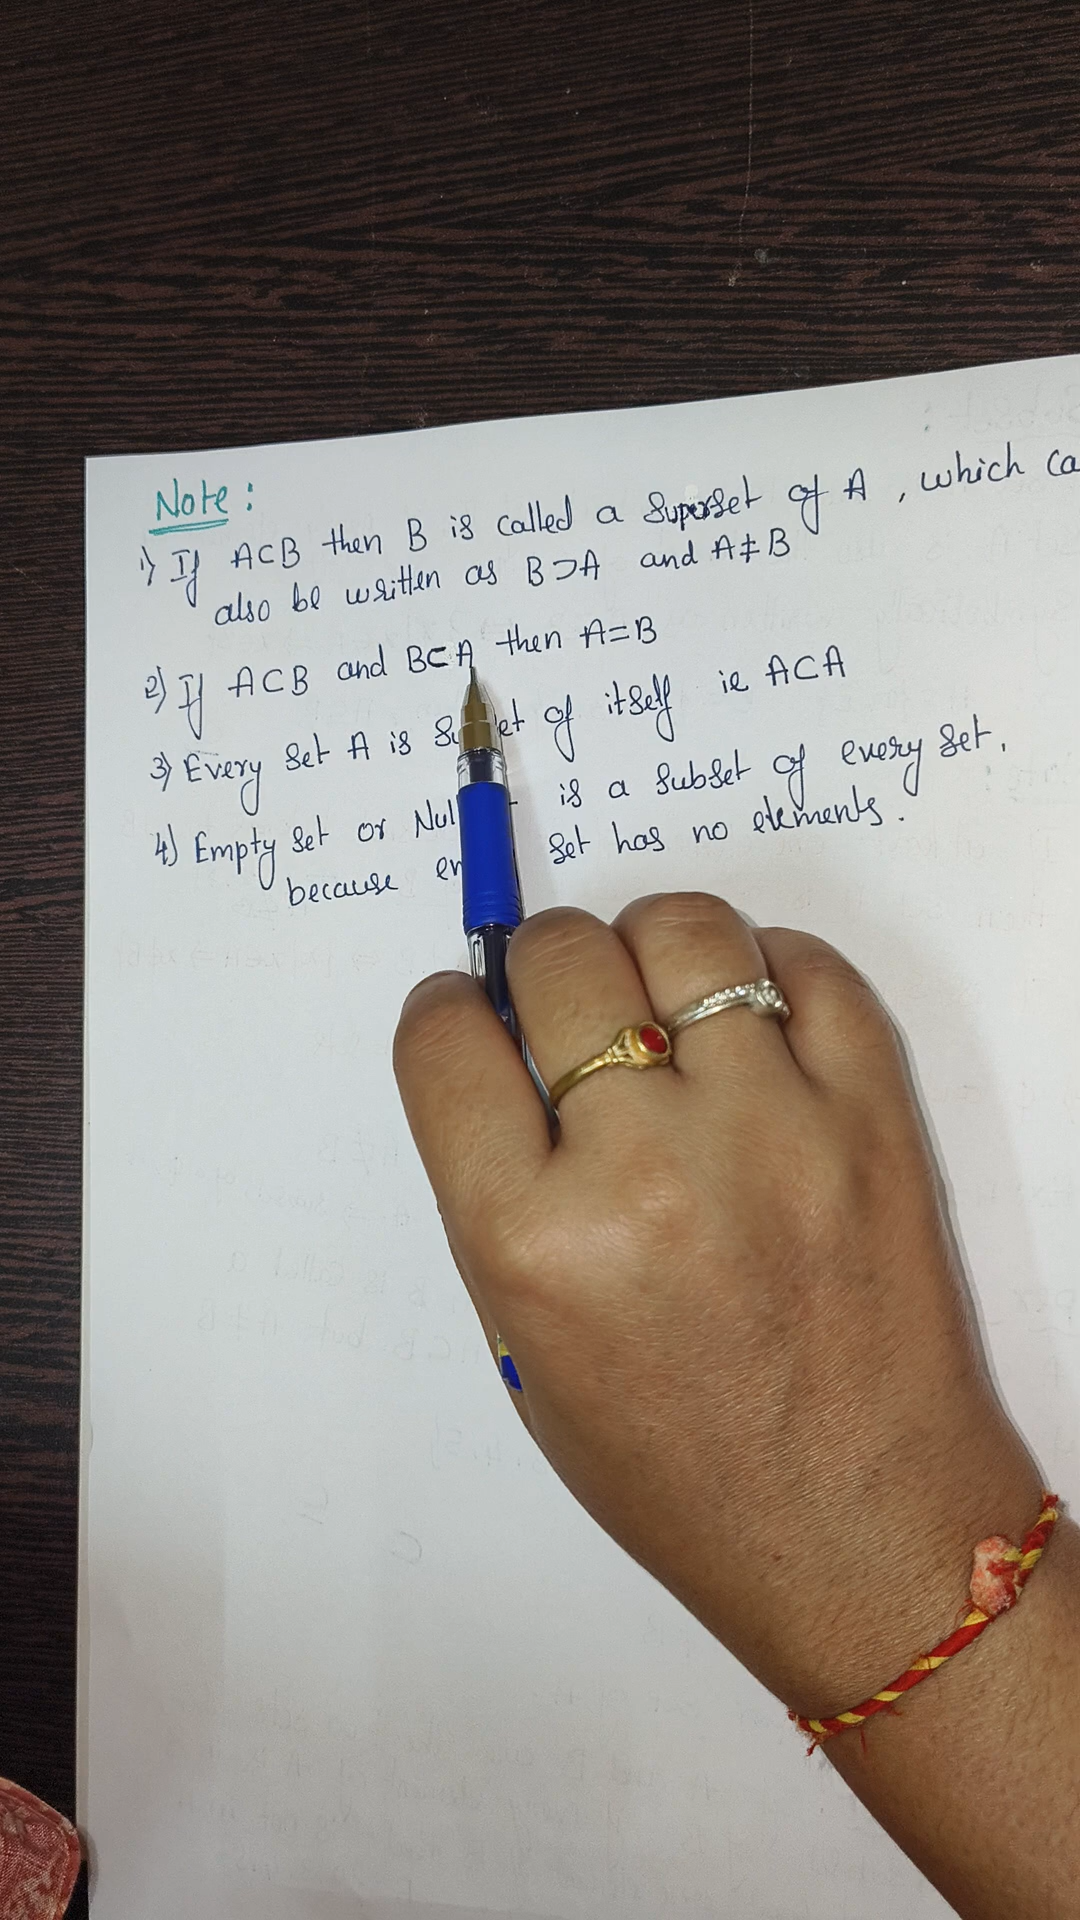 Note:
1) If A⊂B then B is called a Superset of A, which ca
also be written as B⊃A and A≠B
2) If A⊂B and B⊂A then A=B
3) Every Set A is of itself ie A⊂A
4) Empty Set or Nul is a Subset of every Set,
because Set has no elements.